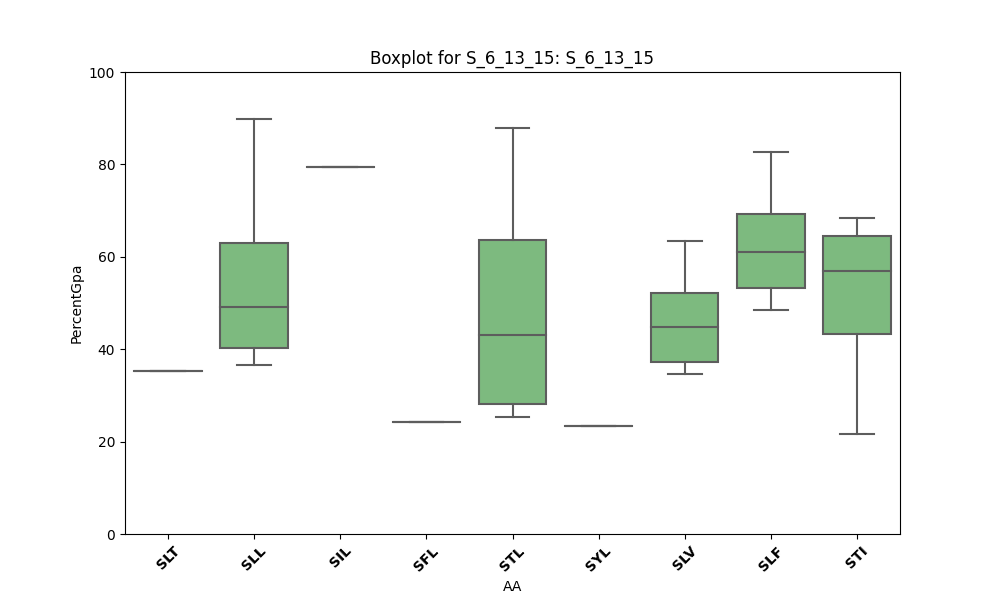 Boxplot for S_6_13_15: S_6_13_15
100
80
60
40
20
0
PercentGpa
SLT
SLL
SIL
SFL
STL
SYL
SLV
SLF
STI
AA